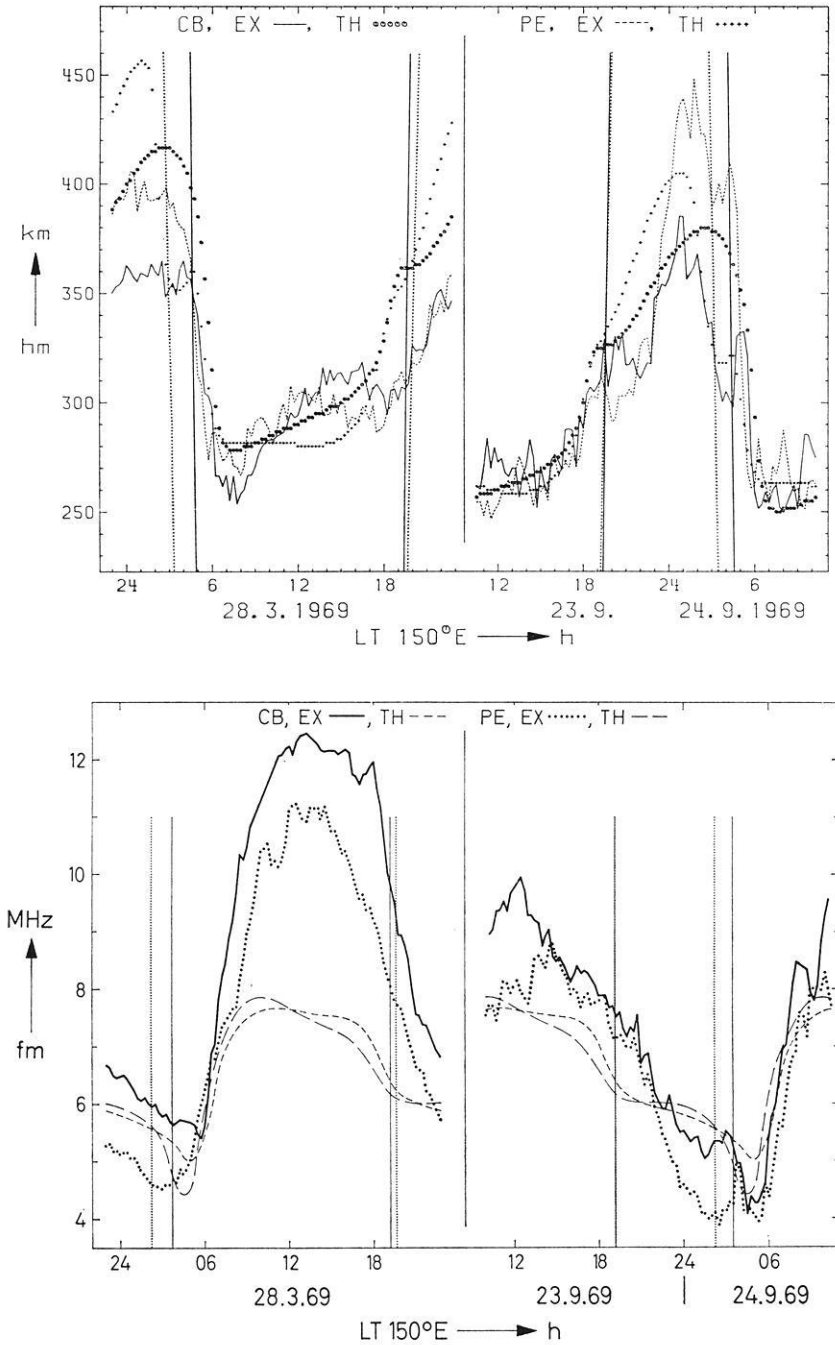 CB, EX ——, TH ooooo PE, EX ----, TH ++++
450
400
km
350
hm
300
250
24 6 12 18 12 18 24 6
28.3.1969 23.9. 24.9.1969
LT 150°E → h
CB, EX ——, TH ---- PE, EX ······, TH — —
12
10
MHz
8
fm
6
4
24 06 12 18 12 18 24 06
28.3.69 23.9.69 | 24.9.69
LT 150°E → h